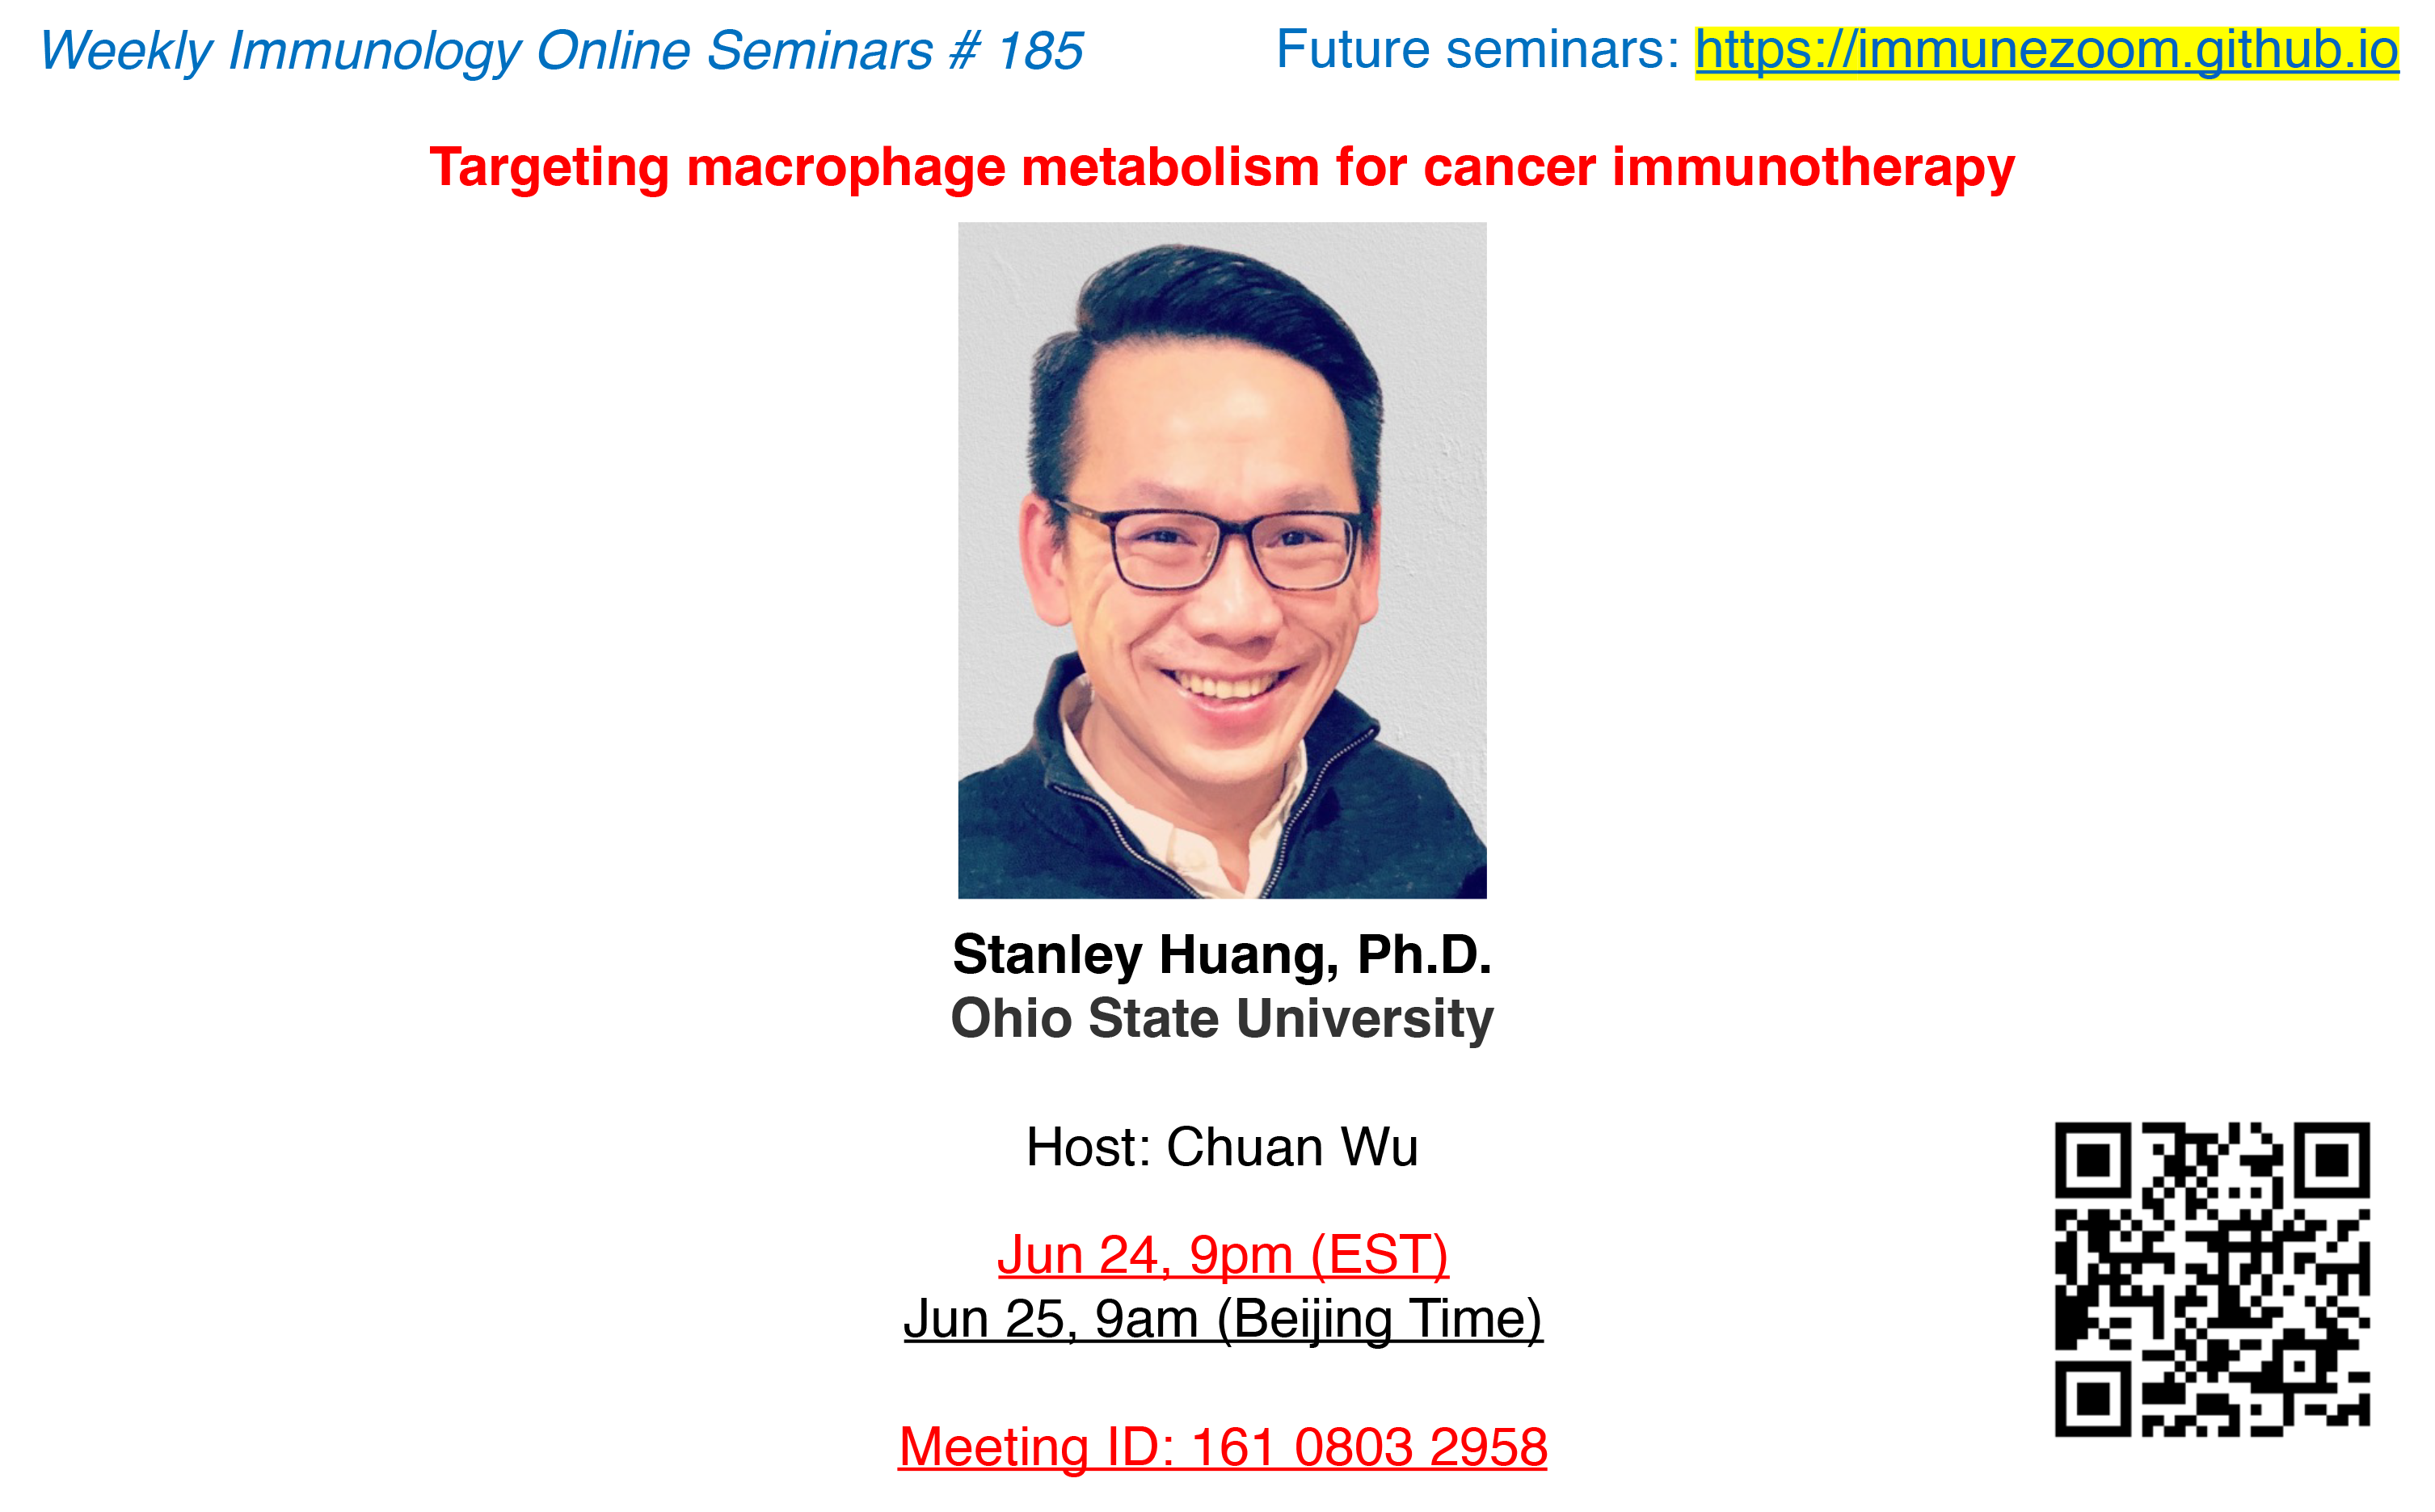 Weekly Immunology Online Seminars # 185
Future seminars: https://immunezoom.github.io
Targeting macrophage metabolism for cancer immunotherapy
Stanley Huang, Ph.D.
Ohio State University
Host: Chuan Wu
Jun 24, 9pm (EST)
Jun 25, 9am (Beijing Time)
Meeting ID: 161 0803 2958